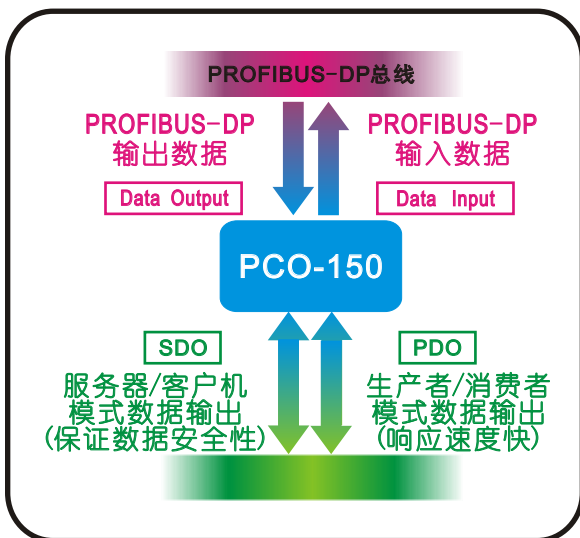 PROFIBUS-DP总线
PROFIBUS-DP
输出数据
Data Output
PROFIBUS-DP
输入数据
Data Input
PCO-150
SDO
服务器/客户机
模式数据输出
(保证数据安全性)
PDO
生产者/消费者
模式数据输出
(响应速度快)